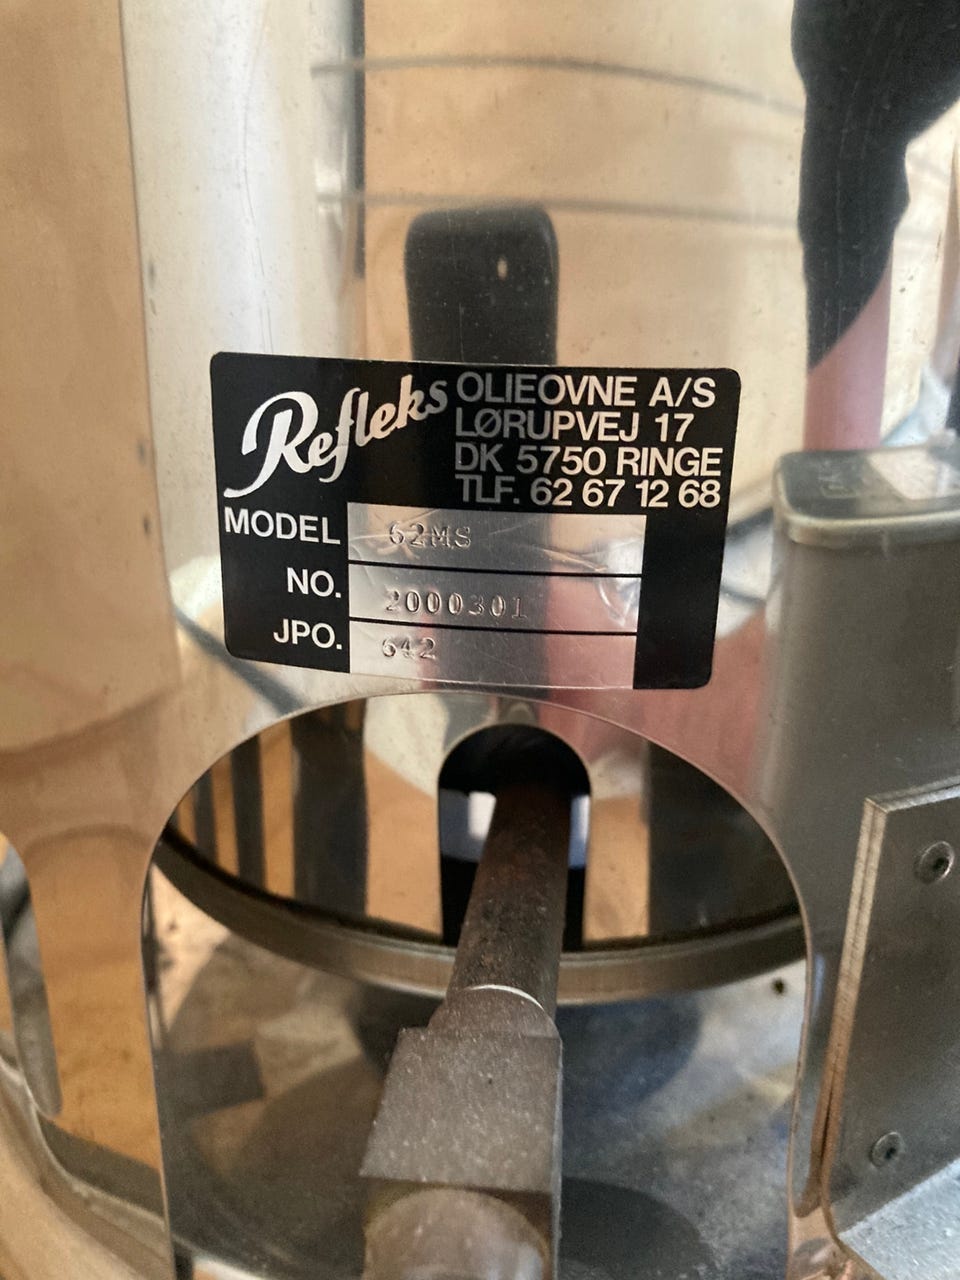 Refleks OLIEOVNE A/S
LØRUPVEJ 17
DK 5750 RINGE
TLF. 62 67 12 68
MODEL 62MS
NO. 2000301
JPO. 642